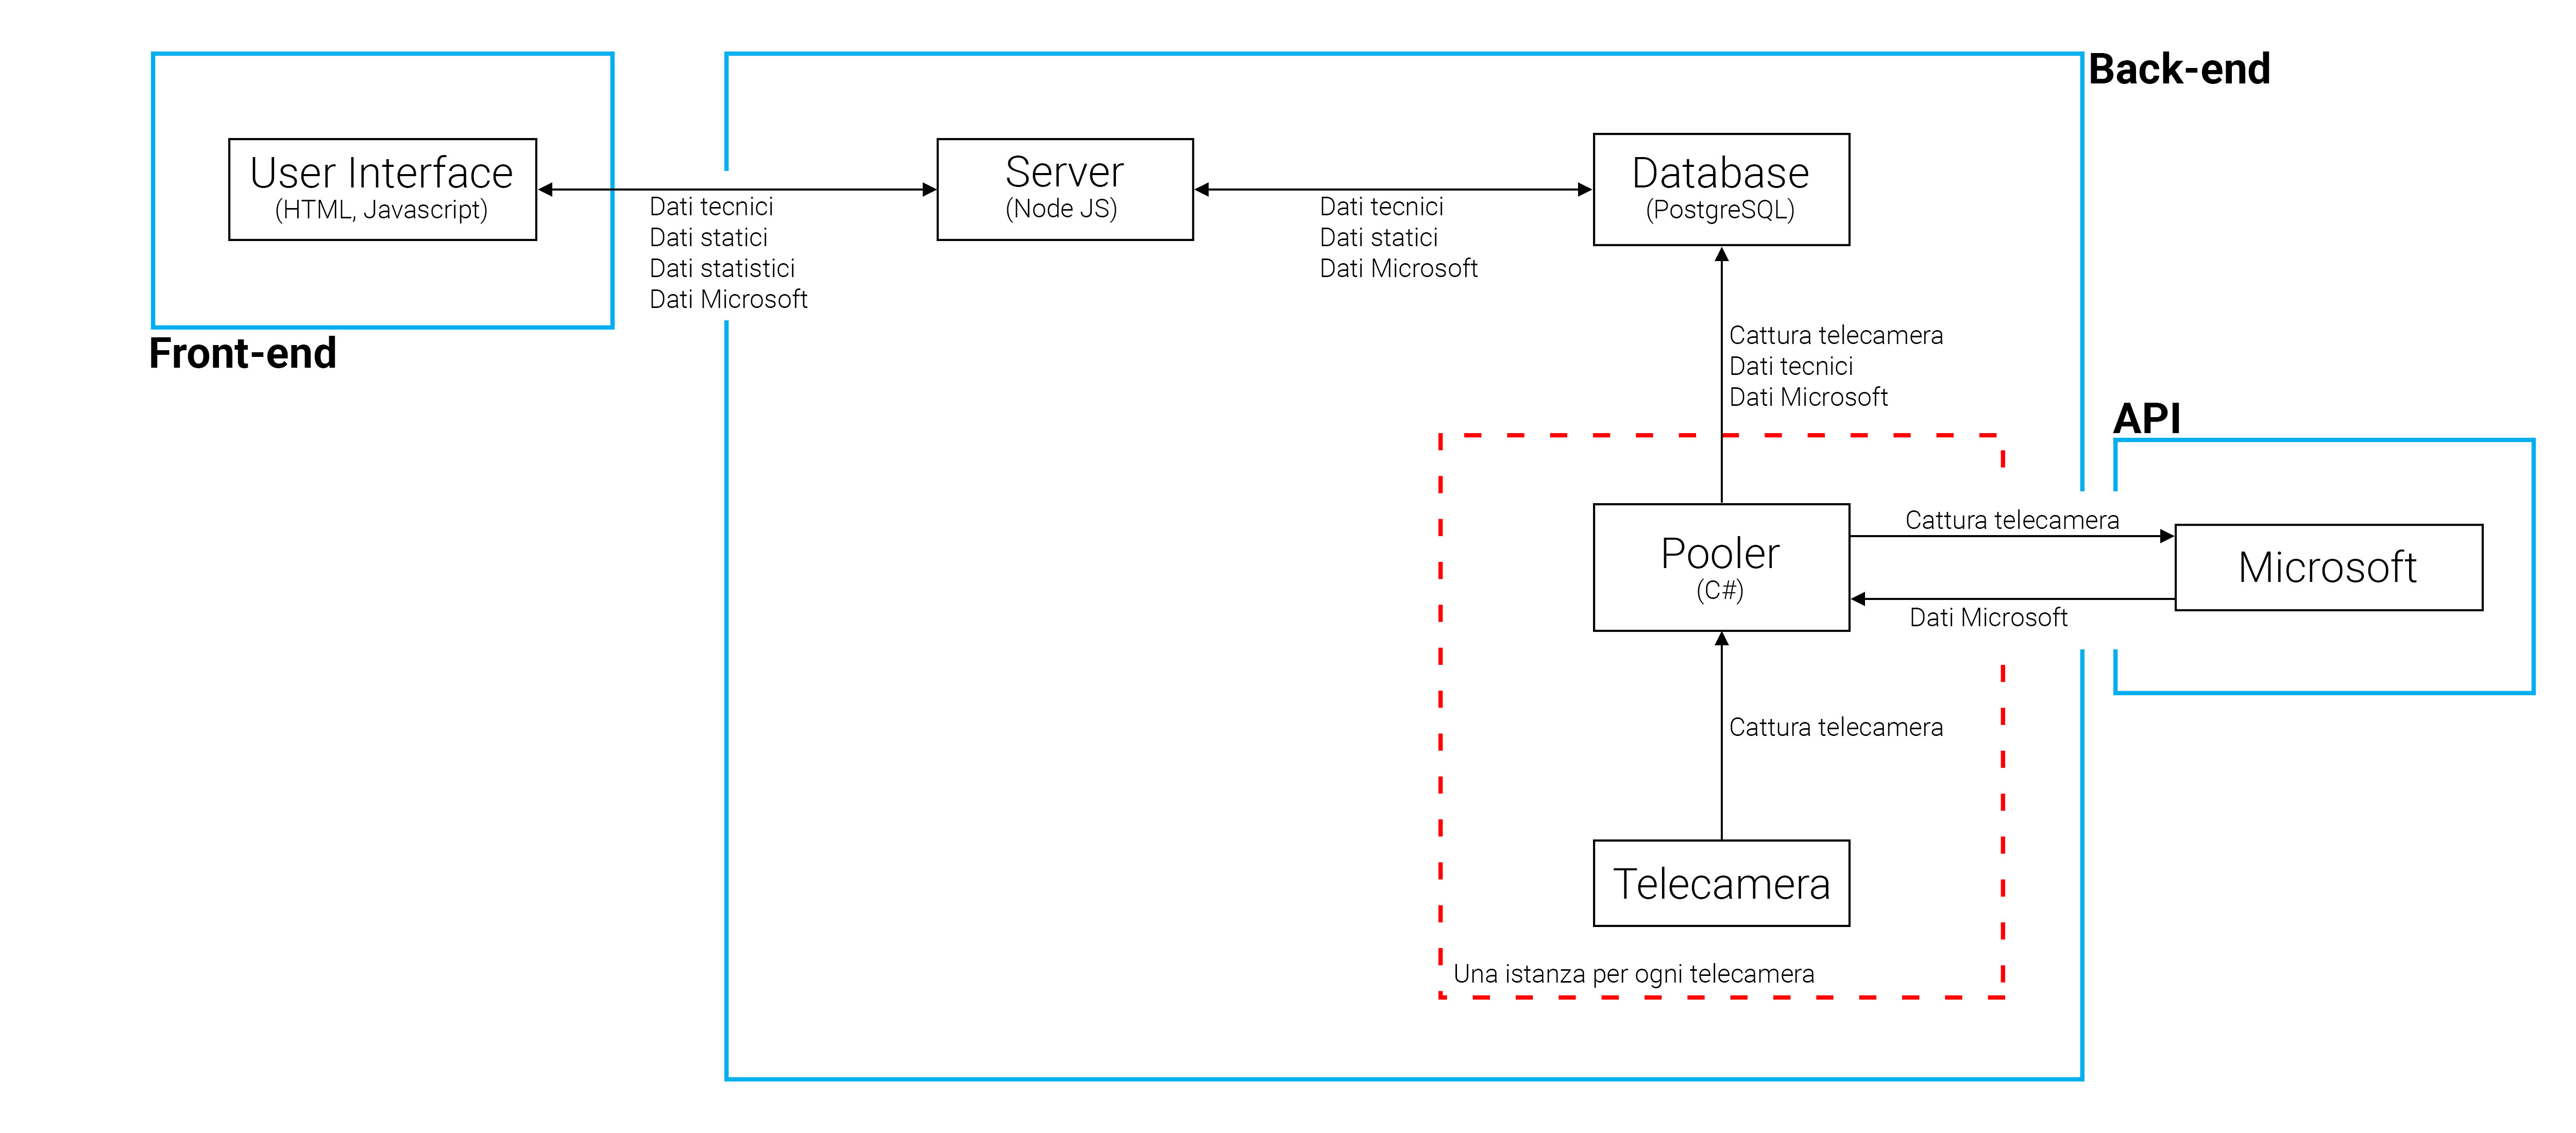 Back-end
User Interface
(HTML, Javascript)
Server
(Node JS)
Database
(PostgreSQL)
Dati tecnici
Dati statici
Dati statistici
Dati Microsoft
Dati tecnici
Dati statici
Dati Microsoft
Front-end
Cattura telecamera
Dati tecnici
Dati Microsoft
API
Pooler
(C#)
Cattura telecamera
Microsoft
Dati Microsoft
Cattura telecamera
Telecamera
Una istanza per ogni telecamera